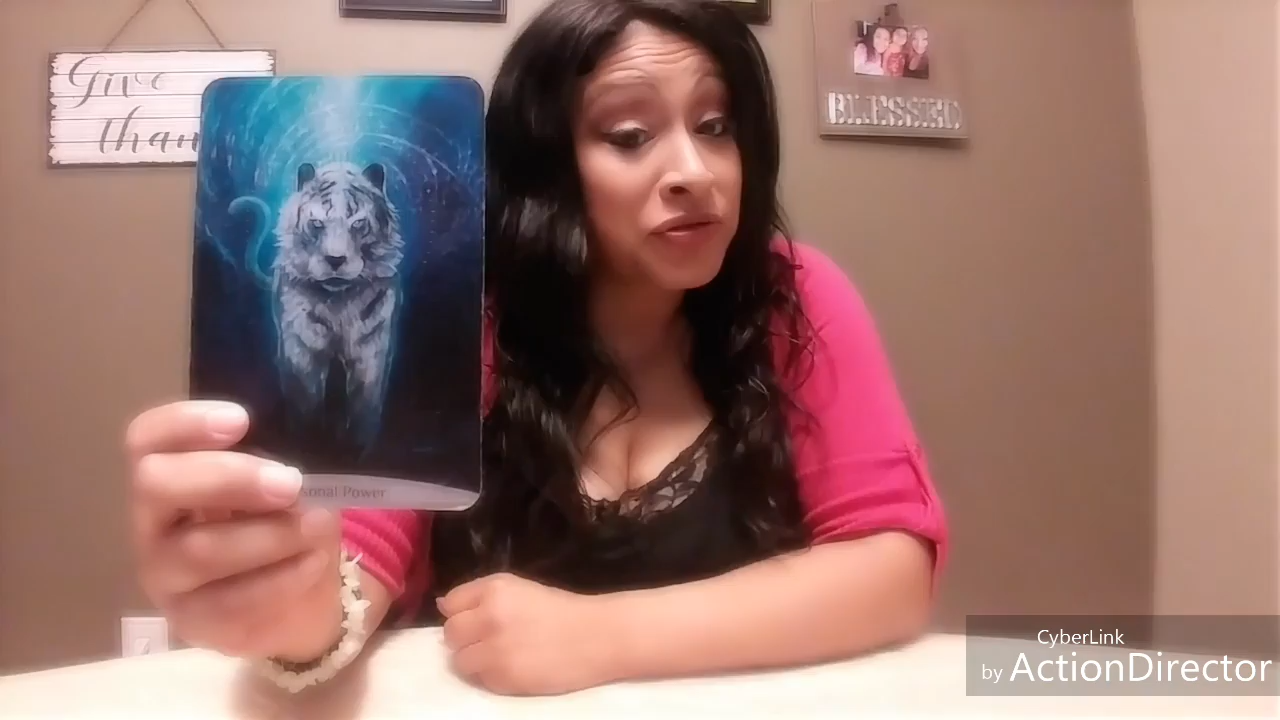 Give
than
BLESSED
sonal Power
CyberLink
by ActionDirector